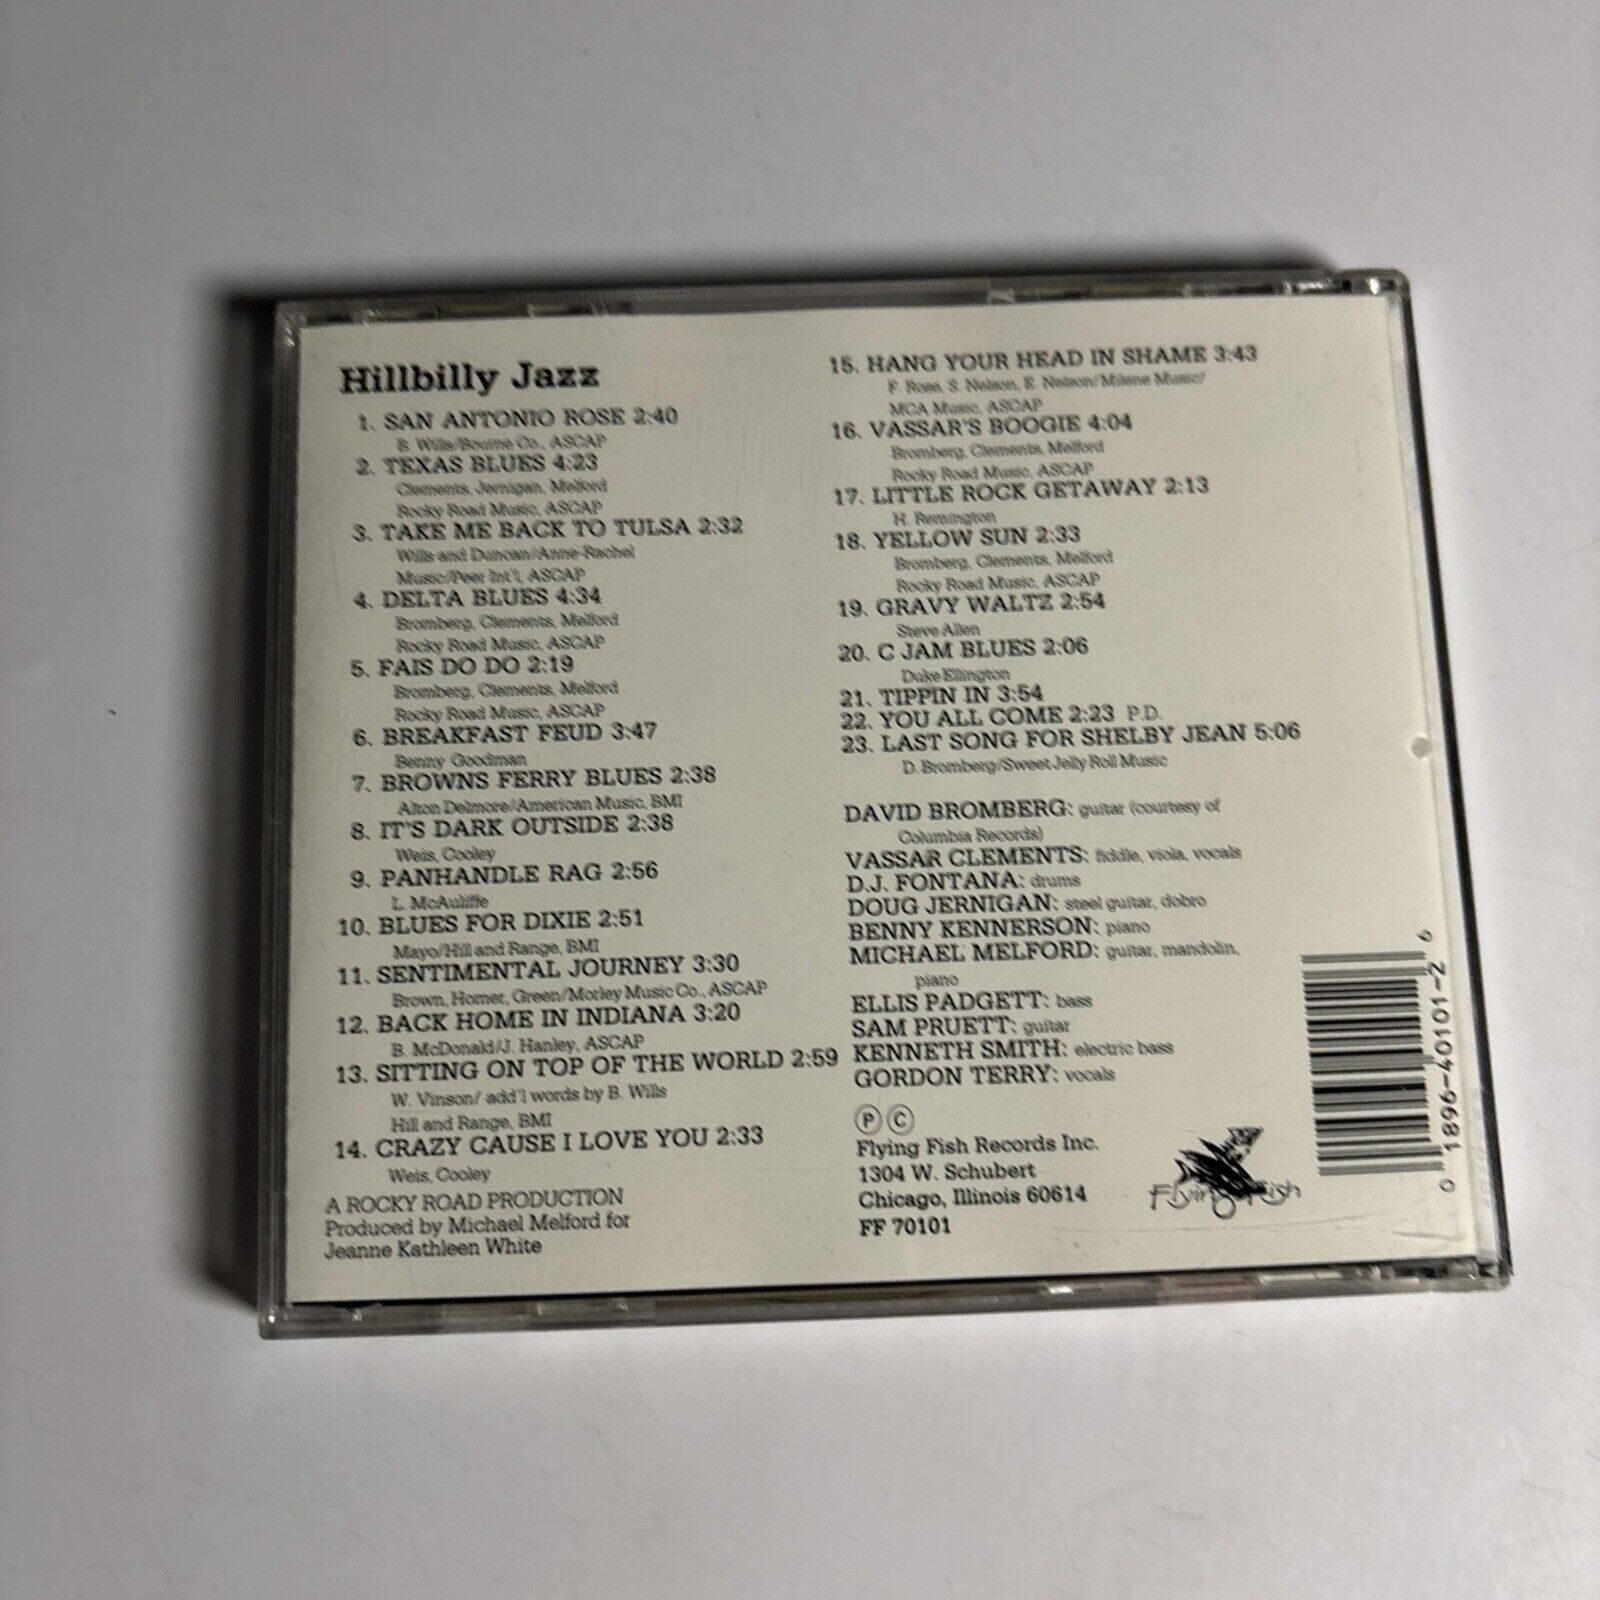 Hillbilly Jazz
1. SAN ANTONIO ROSE 2:40
B. Wills/Bourne Co., ASCAP
2. TEXAS BLUES 4:23
Clements, Jernigan, Melford
Rocky Road Music, ASCAP
3. TAKE ME BACK TO TULSA 2:32
Wills and Duncan/Anne-Rachel
Music/Peer Int'l, ASCAP
4. DELTA BLUES 4:34
Bromberg, Clements, Melford
Rocky Road Music, ASCAP
5. FAIS DO DO 2:19
Bromberg, Clements, Melford
Rocky Road Music, ASCAP
6. BREAKFAST FEUD 3:47
Benny Goodman
7. BROWNS FERRY BLUES 2:38
Alton Delmore/American Music, BMI
8. IT'S DARK OUTSIDE 2:38
Weis, Cooley
9. PANHANDLE RAG 2:56
L. McAuliffe
10. BLUES FOR DIXIE 2:51
Mayo/Hill and Range, BMI
11. SENTIMENTAL JOURNEY 3:30
Brown, Homer, Green/Morley Music Co., ASCAP
12. BACK HOME IN INDIANA 3:20
B. McDonald/J. Hanley, ASCAP
13. SITTING ON TOP OF THE WORLD 2:59
W. Vinson/ add'l words by B. Wills
Hill and Range, BMI
14. CRAZY CAUSE I LOVE YOU 2:33
Weis, Cooley
A ROCKY ROAD PRODUCTION
Produced by Michael Melford for
Jeanne Kathleen White
15. HANG YOUR HEAD IN SHAME 3:43
F. Rose, S. Nelson, E. Nelson/Milene Music/
MCA Music, ASCAP
16. VASSAR'S BOOGIE 4:04
Bromberg, Clements, Melford
Rocky Road Music, ASCAP
17. LITTLE ROCK GETAWAY 2:13
H. Remington
18. YELLOW SUN 2:33
Bromberg, Clements, Melford
Rocky Road Music, ASCAP
19. GRAVY WALTZ 2:54
Steve Allen
20. C JAM BLUES 2:06
Duke Ellington
21. TIPPIN IN 3:54
22. YOU ALL COME 2:23 P.D.
23. LAST SONG FOR SHELBY JEAN 5:06
D. Bromberg/Sweet Jelly Roll Music
DAVID BROMBERG: guitar (courtesy of
Columbia Records)
VASSAR CLEMENTS: fiddle, viola, vocals
D.J. FONTANA: drums
DOUG JERNIGAN: steel guitar, dobro
BENNY KENNERSON: piano
MICHAEL MELFORD: guitar, mandolin,
piano
ELLIS PADGETT: bass
SAM PRUETT: guitar
KENNETH SMITH: electric bass
GORDON TERRY: vocals
Ⓟ Ⓒ
Flying Fish Records Inc.
1304 W. Schubert
Chicago, Illinois 60614
FF 70101
Flying Fish
0 1896-40101-2 6